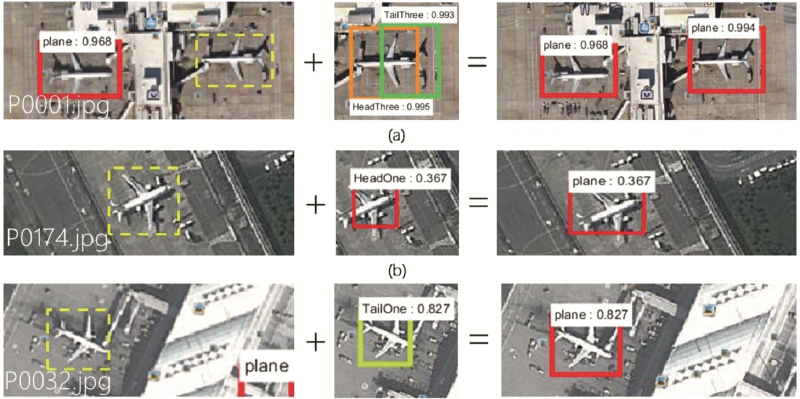 plane : 0.968
P0001.jpg
+
TailThree : 0.993
HeadThree : 0.995
=
plane : 0.968
plane : 0.994
(a)
P0174.jpg
+
HeadOne : 0.367
=
plane : 0.367
(b)
P0032.jpg
plane
+
TailOne : 0.827
=
plane : 0.827